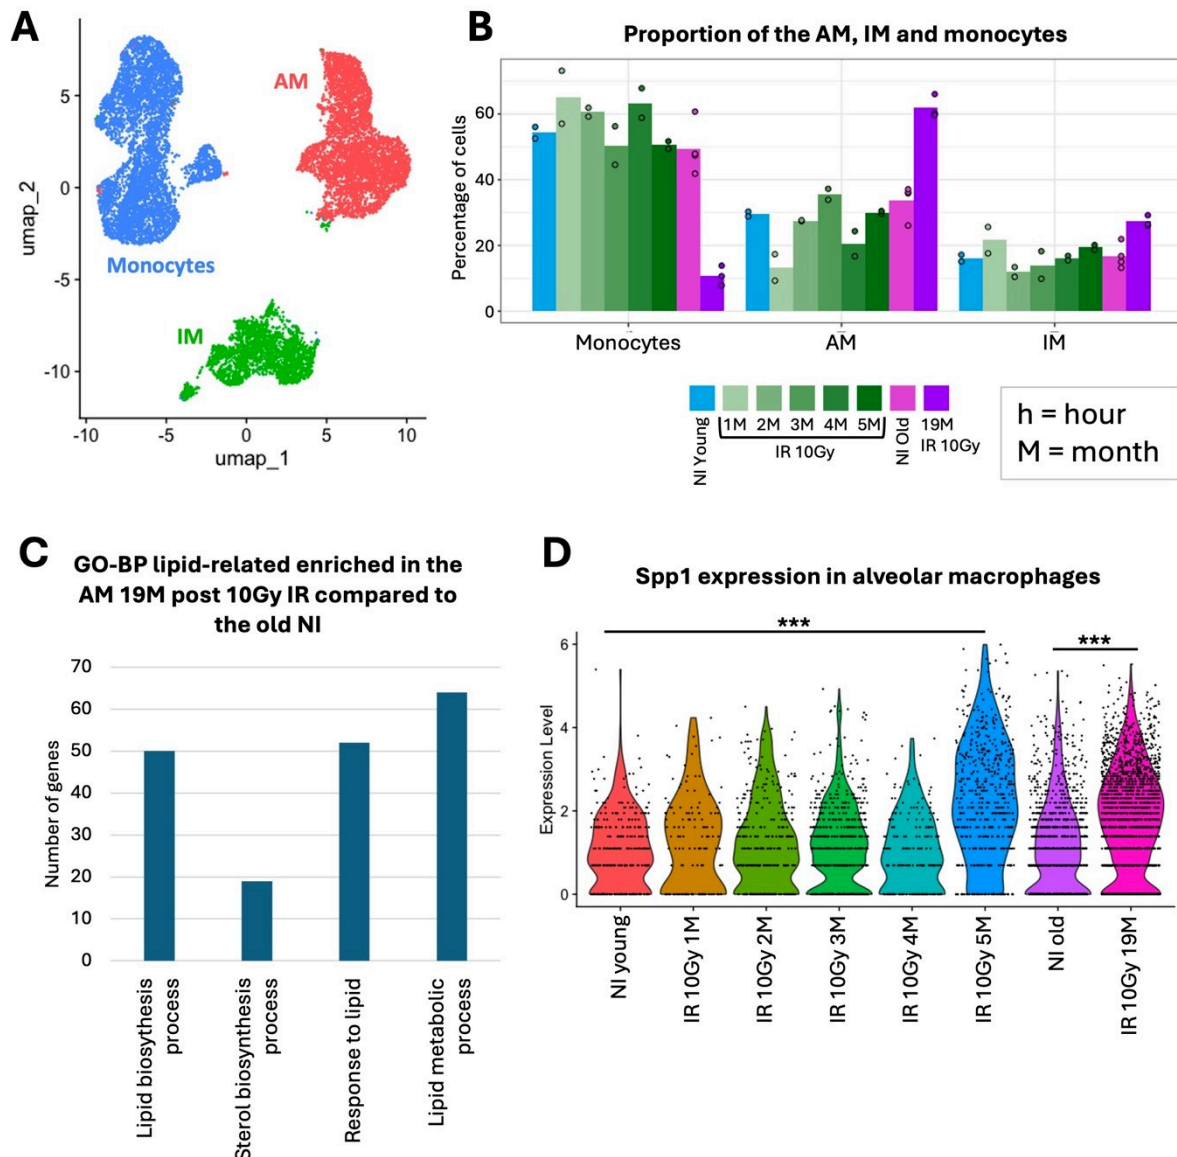 A
5
0
-5
-10
umap_2
AM
Monocytes
IM
-10
-5
0
5
10
umap_1
B
Proportion of the AM, IM and monocytes
Percentage of cells
60
40
20
0
Monocytes
AM
IM
NI Young
1M
2M
3M
4M
5M
IR 10Gy
NI Old
19M
IR 10Gy
h = hour
M = month
C
GO-BP lipid-related enriched in the
AM 19M post 10Gy IR compared to
the old NI
Number of genes
70
60
50
40
30
20
10
0
Lipid biosythesis
process
Sterol biosynthesis
process
Response to lipid
Lipid metabolic
process
D
Spp1 expression in alveolar macrophages
Expression Level
6
4
2
0
***
***
NI young
IR 10Gy 1M
IR 10Gy 2M
IR 10Gy 3M
IR 10Gy 4M
IR 10Gy 5M
NI old
IR 10Gy 19M